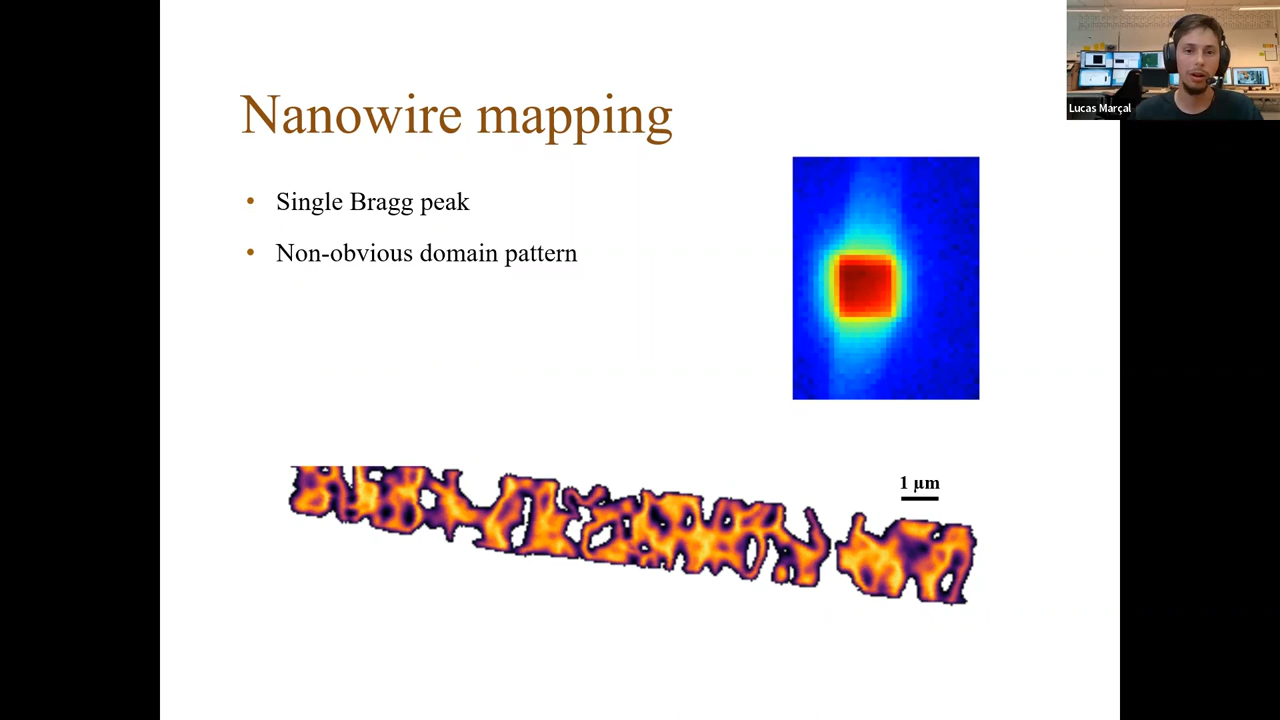 Lucas Marçal
Nanowire mapping
• Single Bragg peak
• Non-obvious domain pattern
1 µm